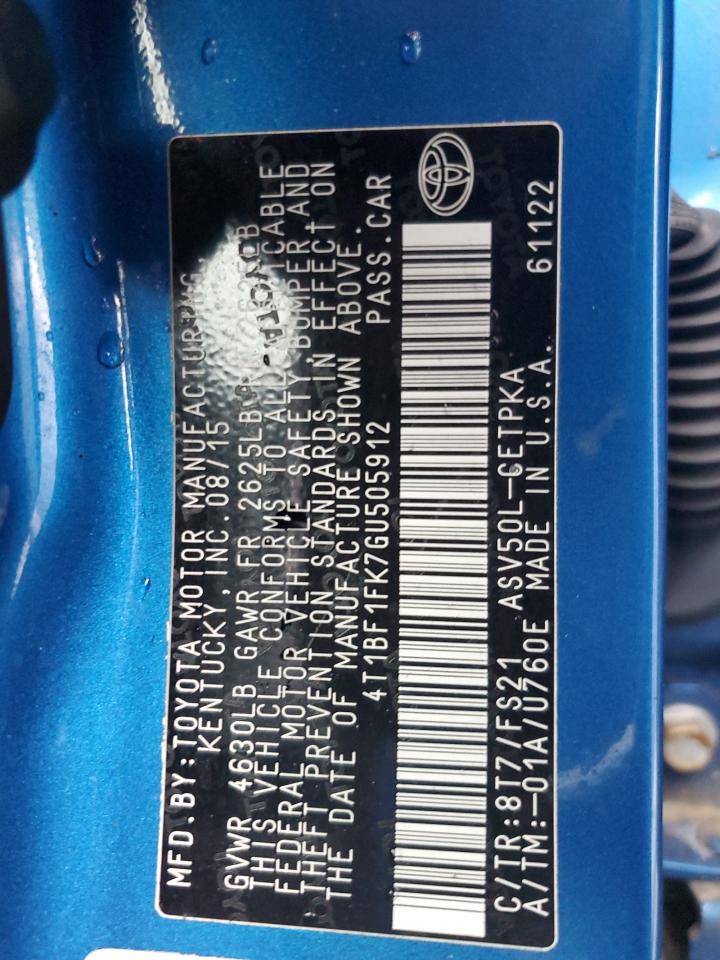 MFD.BY:TOYOTA MOTOR MANUFACTURING
KENTUCKY,INC.08/15
GVWR 4630LB GAWR FR 2625LB
THIS VEHICLE CONFORMS TO ALL APPLICABLE
FEDERAL MOTOR VEHICLE SAFETY, BUMPER AND
THEFT PREVENTION STANDARDS IN EFFECT ON
THE DATE OF MANUFACTURE SHOWN ABOVE.
4T1BF1FK7GU505912 PASS.CAR
C/TR:8T7/FS21 ASV50L-CETPKA
A/TM:-01A/U760E MADE IN U.S.A. 61122